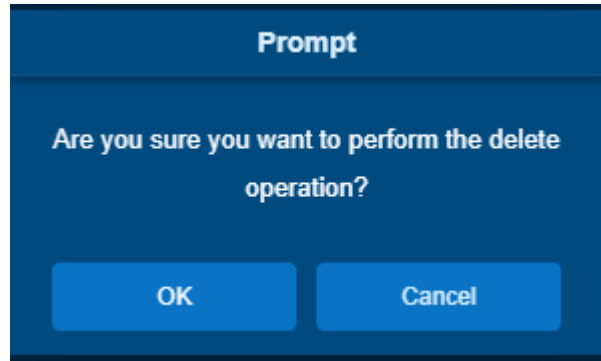 Prompt
Are you sure you want to perform the delete
operation?
OK
Cancel